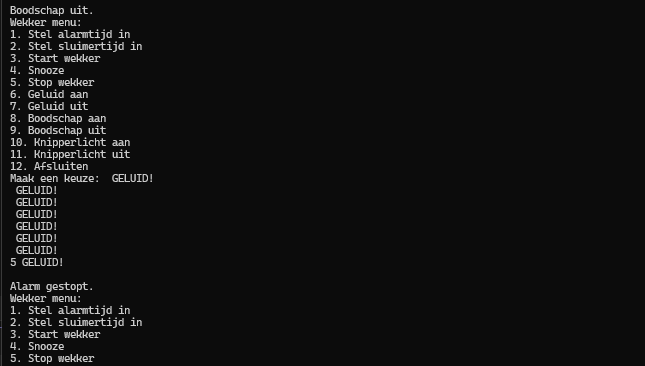 Boodschap uit.
Wekker menu:
1. Stel alarmtijd in
2. Stel sluimertijd in
3. Start wekker
4. Snooze
5. Stop wekker
6. Geluid aan
7. Geluid uit
8. Boodschap aan
9. Boodschap uit
10. Knipperlicht aan
11. Knipperlicht uit
12. Afsluiten
Maak een keuze:  GELUID!
 GELUID!
 GELUID!
 GELUID!
 GELUID!
 GELUID!
 GELUID!
5 GELUID!

Alarm gestopt.
Wekker menu:
1. Stel alarmtijd in
2. Stel sluimertijd in
3. Start wekker
4. Snooze
5. Stop wekker